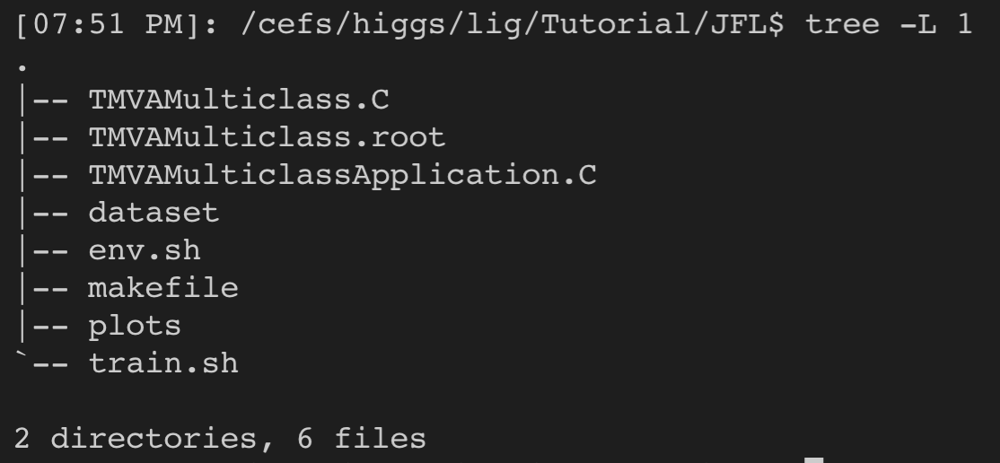 [07:51 PM]: /cefs/higgs/lig/Tutorial/JFL$ tree -L 1
.
|-- TMVAMulticlass.C
|-- TMVAMulticlass.root
|-- TMVAMulticlassApplication.C
|-- dataset
|-- env.sh
|-- makefile
|-- plots
`-- train.sh

2 directories, 6 files